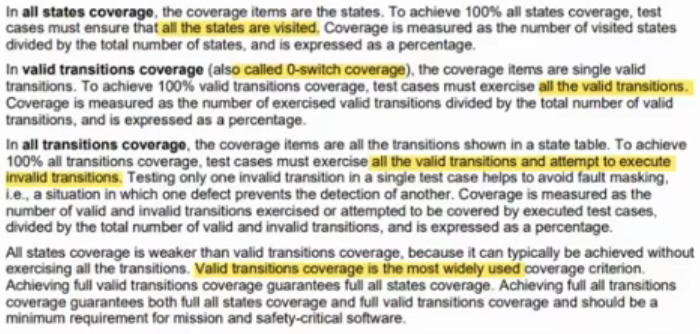 In all states coverage, the coverage items are the states. To achieve 100% all states coverage, test
cases must ensure that all the states are visited. Coverage is measured as the number of visited states
divided by the total number of states, and is expressed as a percentage.
In valid transitions coverage (also called 0-switch coverage), the coverage items are single valid
transitions. To achieve 100% valid transitions coverage, test cases must exercise all the valid transitions.
Coverage is measured as the number of exercised valid transitions divided by the total number of valid
transitions, and is expressed as a percentage.
In all transitions coverage, the coverage items are all the transitions shown in a state table. To achieve
100% all transitions coverage, test cases must exercise all the valid transitions and attempt to execute
invalid transitions. Testing only one invalid transition in a single test case helps to avoid fault masking,
i.e., a situation in which one defect prevents the detection of another. Coverage is measured as the
number of valid and invalid transitions exercised or attempted to be covered by executed test cases,
divided by the total number of valid and invalid transitions, and is expressed as a percentage.
All states coverage is weaker than valid transitions coverage, because it can typically be achieved without
exercising all the transitions. Valid transitions coverage is the most widely used coverage criterion.
Achieving full valid transitions coverage guarantees full all states coverage. Achieving full all transitions
coverage guarantees both full all states coverage and full valid transitions coverage and should be a
minimum requirement for mission and safety-critical software.